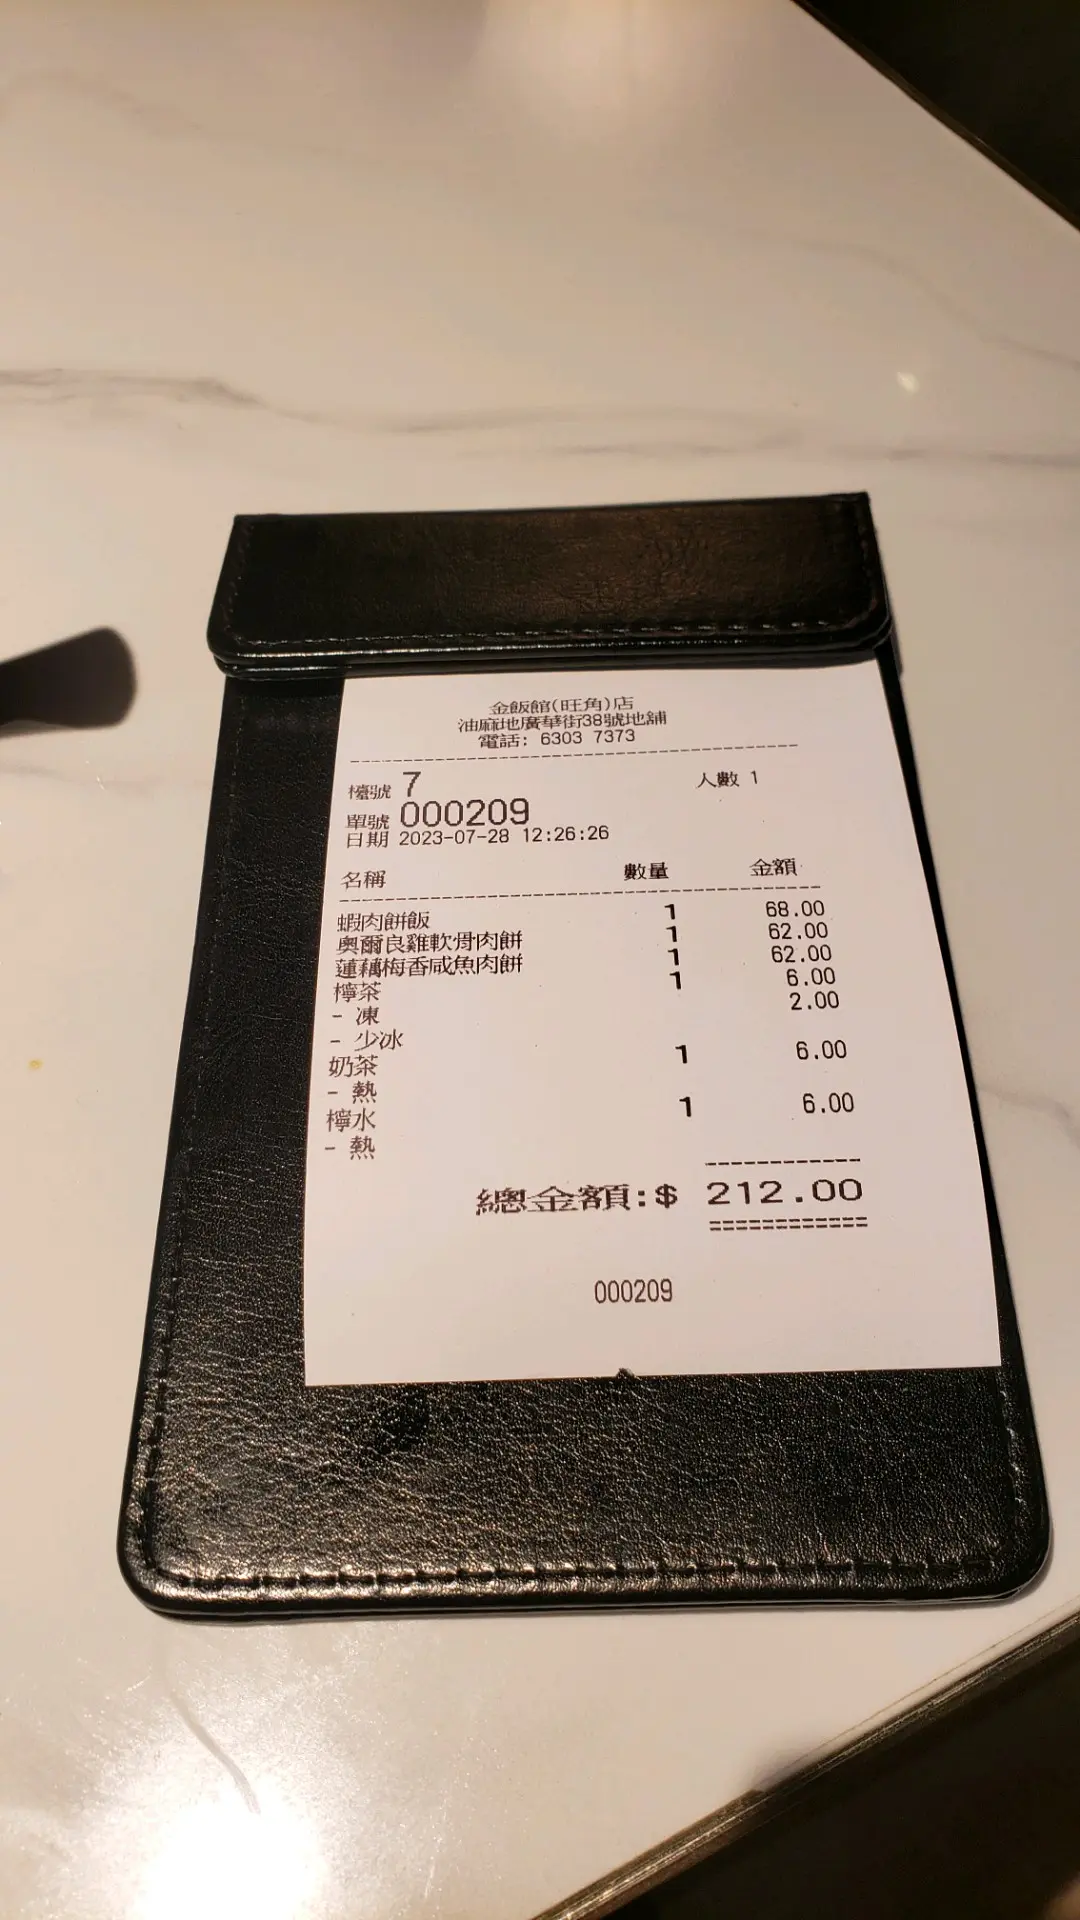 金飯館(旺角)店
油麻地廣華街38號地舖
電話: 6303 7373
檯號 7 人數 1
單號 000209
日期 2023-07-28 12:26:26
名稱 數量 金額
蝦肉餅飯 1 68.00
奧爾良雞軟骨肉餅 1 62.00
蓮藕梅香咸魚肉餅 1 62.00
檸茶 1 6.00
- 凍 2.00
- 少冰
奶茶 1 6.00
- 熱
檸水 1 6.00
- 熱
總金額:$ 212.00
000209